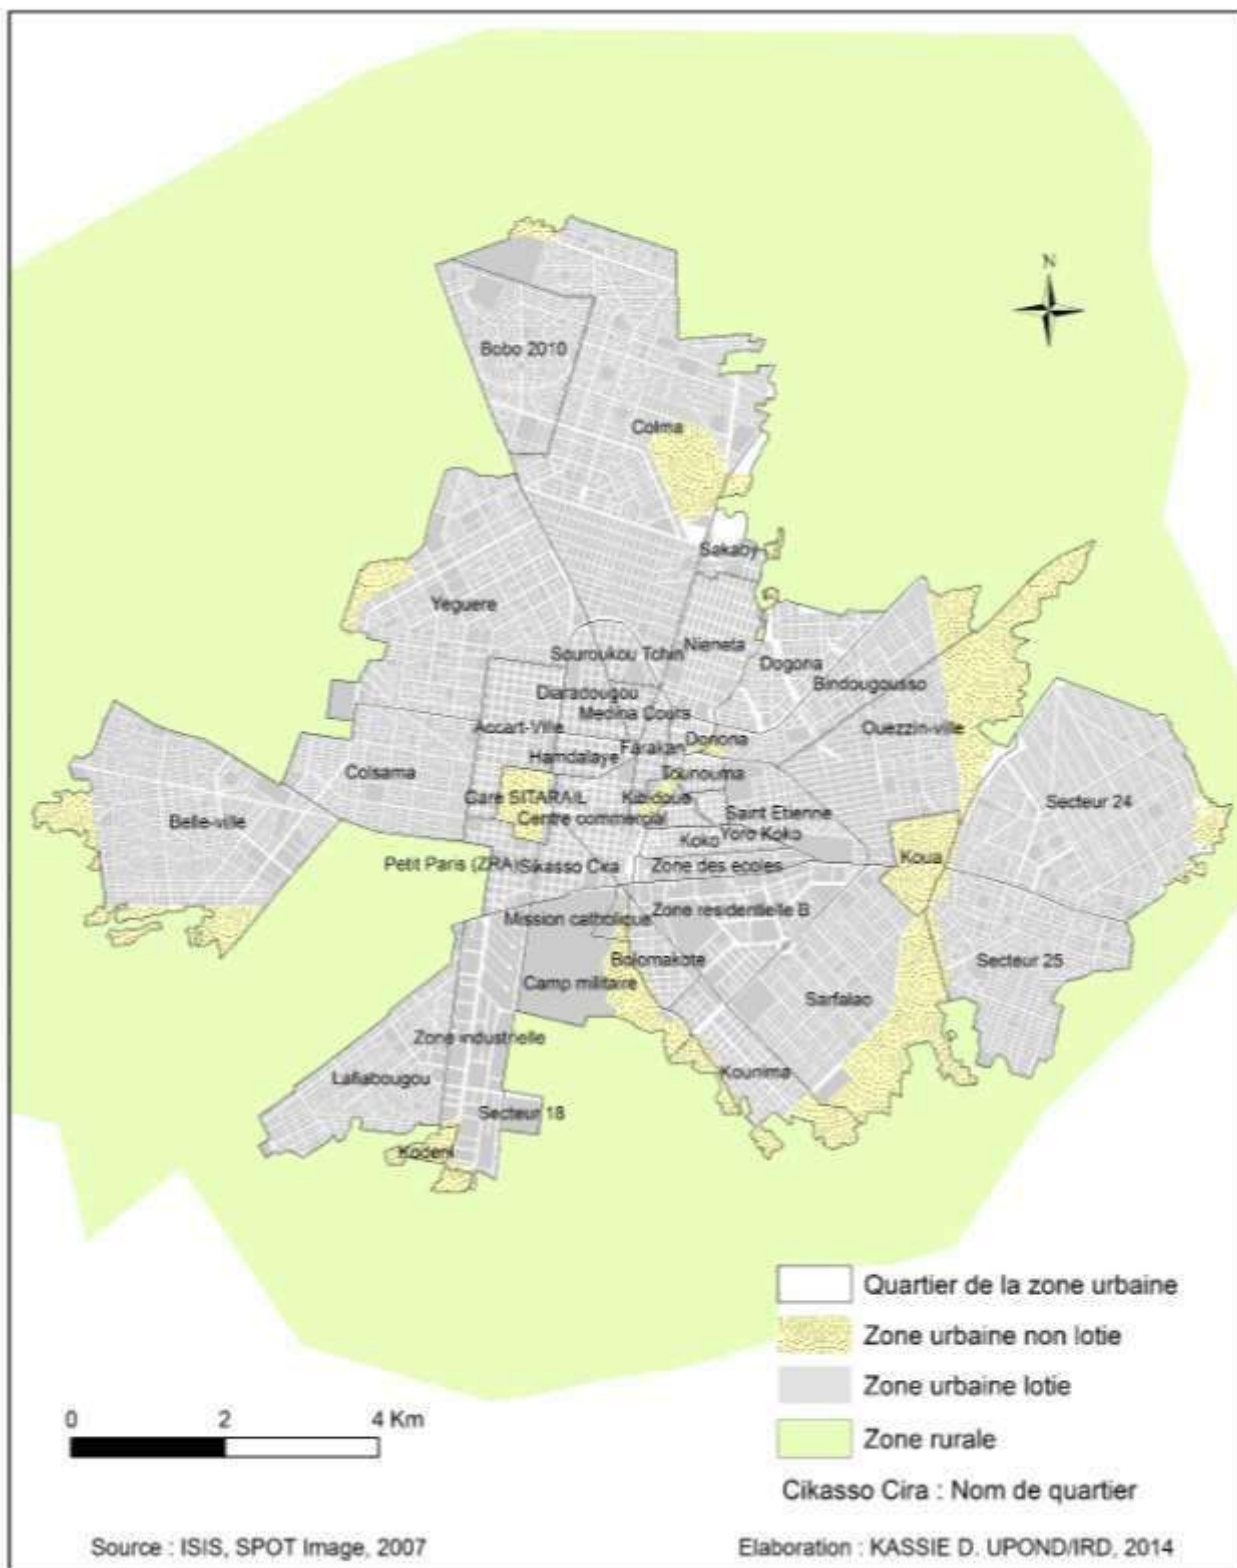 N
Bobo 2010
Colma
Sakaby
Yeguere
Nieneta
Souroukou Tchin
Dogona
Bindougousso
Diaradougou
Medina Cours
Accart-Ville
Ouezzin-ville
Donona
Farakan
Hamdalaye
Colsama
Tounouma
Gare SITARAIL
Secteur 24
Saint Etienne
Centre commercial
Belle-ville
Yoro Koko
Koko
Koua
Petit Paris (ZRA)
Sikasso Cira
Zone des ecoles
Zone residentielle B
Mission catholique
Bolomakote
Secteur 25
Camp militaire
Sarfalao
Zone industrielle
Kounima
Lafiabougou
Secteur 18
Kodeni
Quartier de la zone urbaine
Zone urbaine non lotie
Zone urbaine lotie
Zone rurale
0 2 4 Km
Cikasso Cira : Nom de quartier
Source : ISIS, SPOT Image, 2007
Elaboration : KASSIE D. UPOND/IRD, 2014